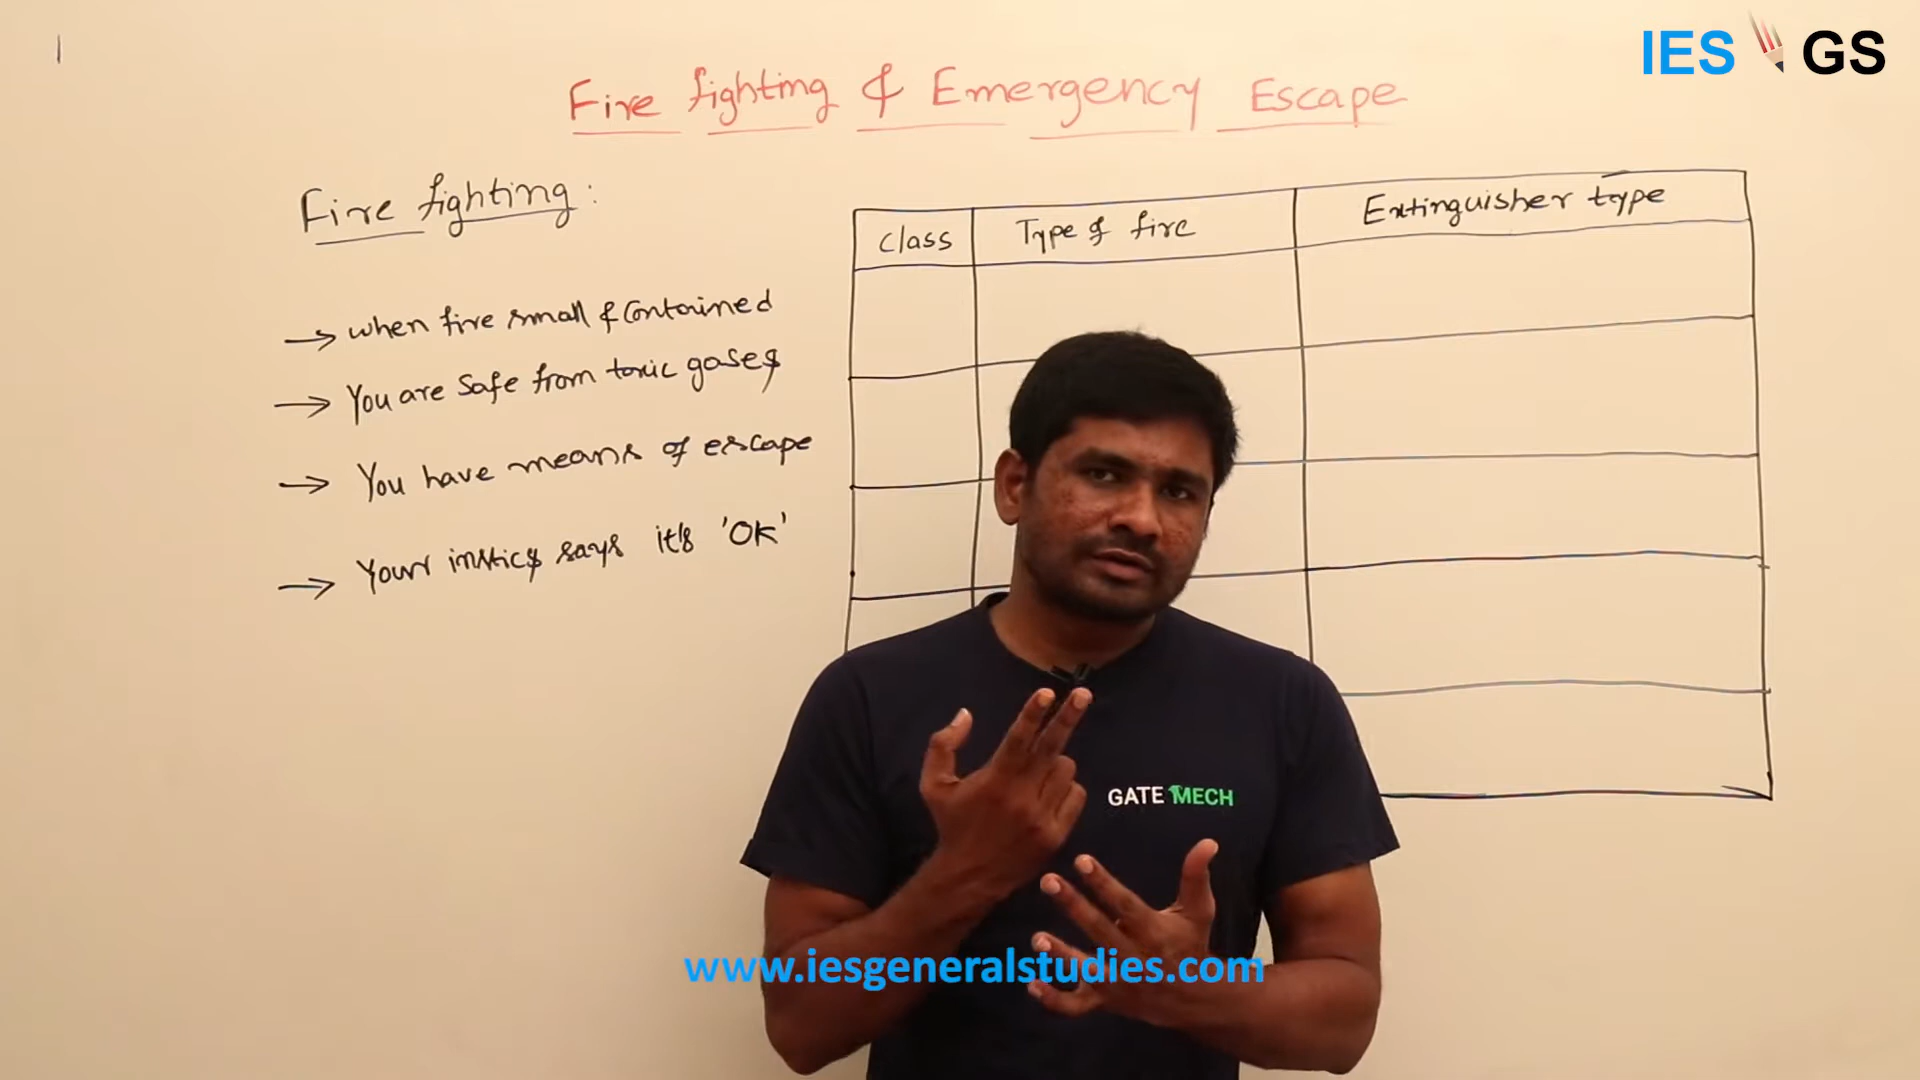 IES GS
Fire fighting & Emergency Escape
Fire fighting:
Class
Type of fire
Extinguisher type
→ when fire small & Contained
→ You are Safe from toxic gases
→ You have means of escape
→ Your instics says it's 'OK'
GATE MECH
www.iesgeneralstudies.com